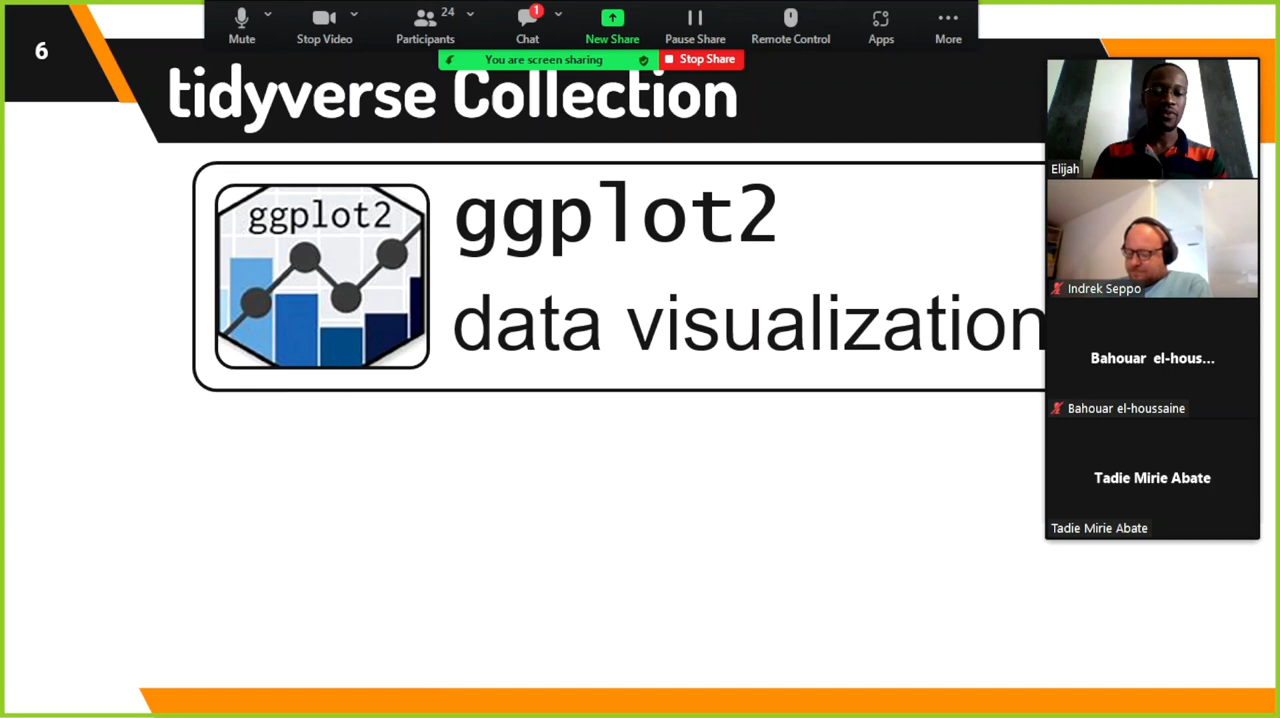 6
24
1
Mute
Stop Video
Participants
Chat
New Share
Pause Share
Remote Control
Apps
More
You are screen sharing
Stop Share
tidyverse Collection
ggplot2
ggplot2
data visualization
Elijah
Indrek Seppo
Bahouar el-hous...
Bahouar el-houssaine
Tadie Mirie Abate
Tadie Mirie Abate